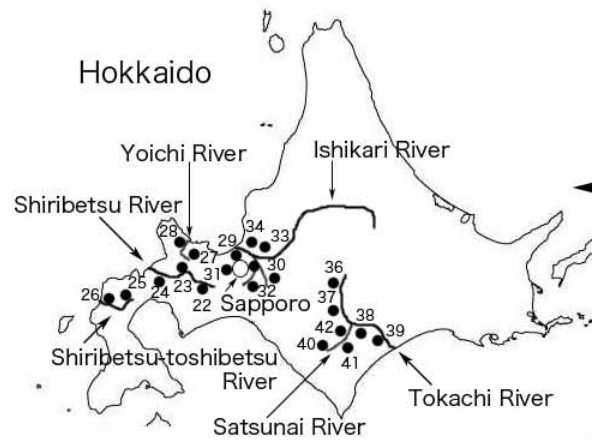 Hokkaido
Yoichi River
Ishikari River
Shiribetsu River
28
34
29
33
27
31
30
23
25
26
24
22
32
36
Sapporo
37
38
42
39
40
41
Shiribetsu-toshibetsu
River
Tokachi River
Satsunai River